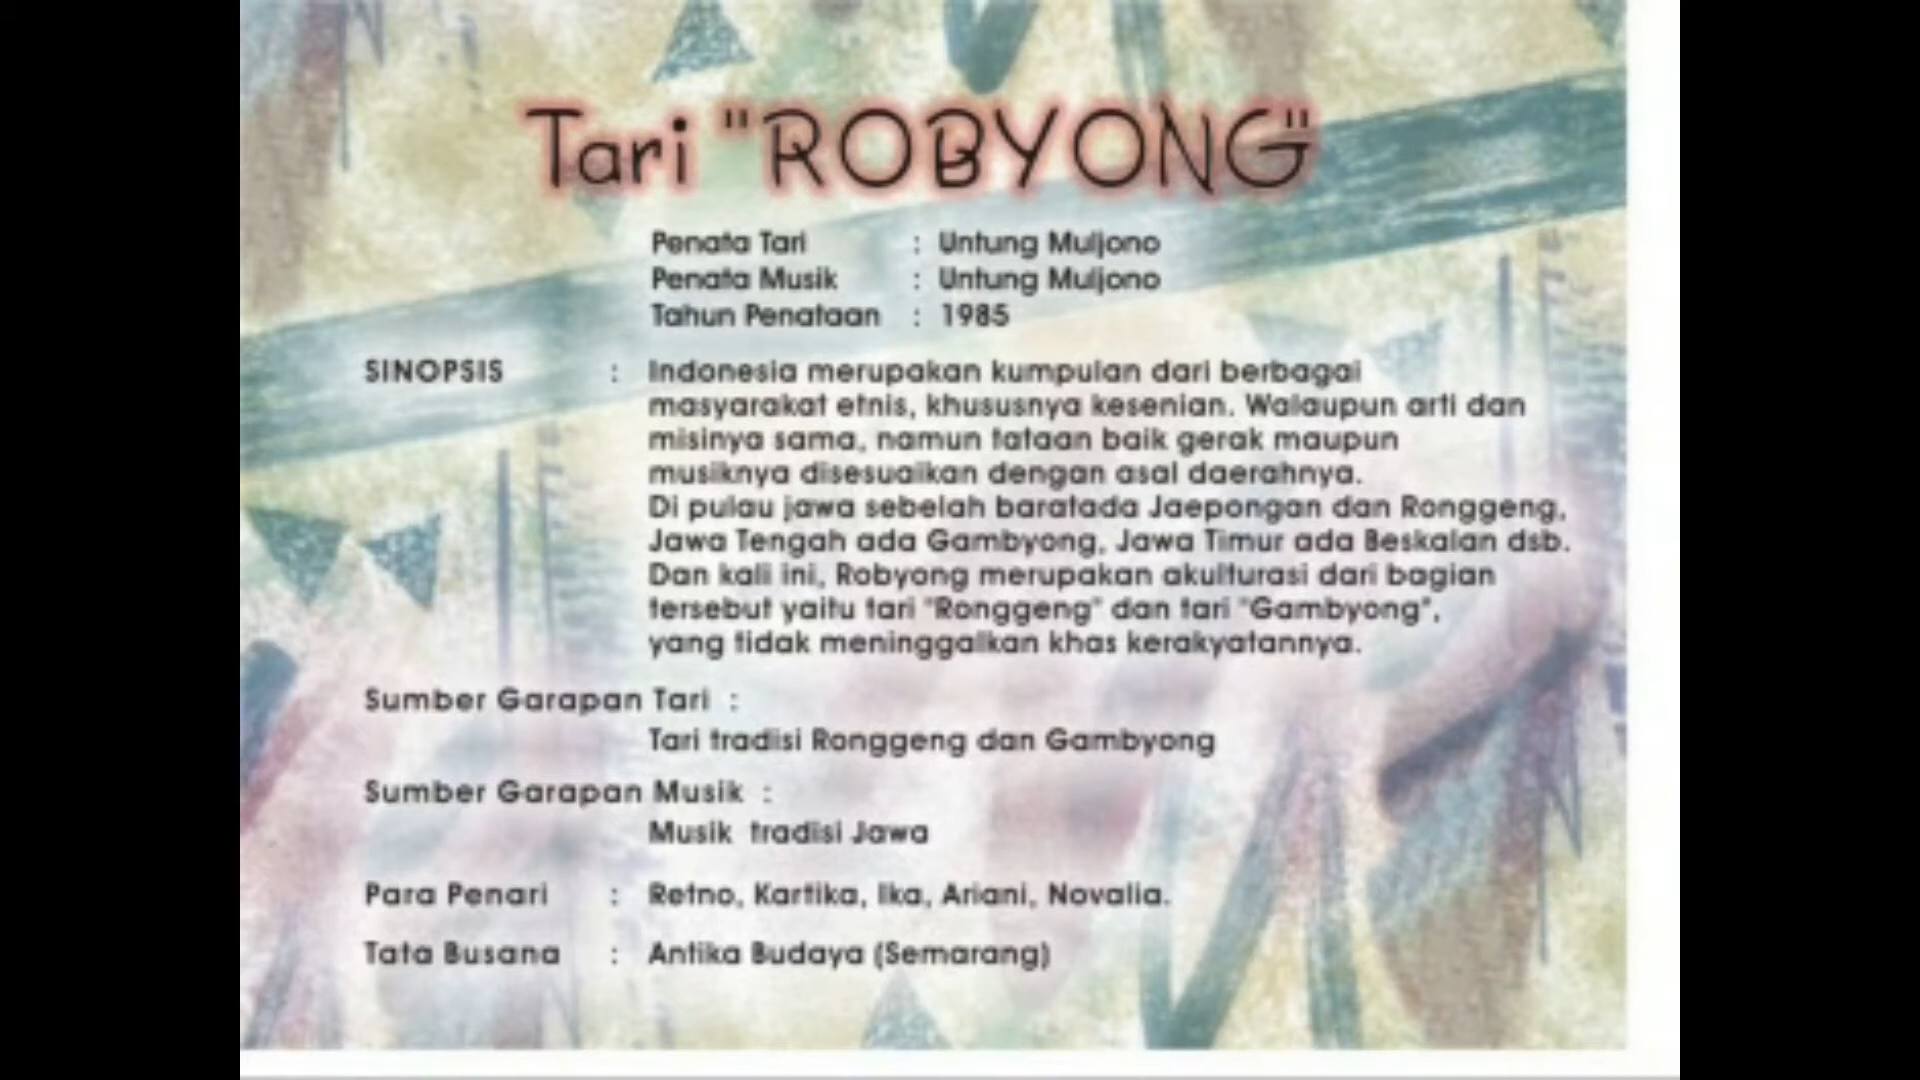 Tari "ROBYONG"
Penata Tari : Untung Muljono
Penata Musik : Untung Muljono
Tahun Penataan : 1985
SINOPSIS : Indonesia merupakan kumpulan dari berbagai
masyarakat etnis, khususnya kesenian. Walaupun arti dan
misinya sama, namun tataan baik gerak maupun
musiknya disesuaikan dengan asal daerahnya.
Di pulau jawa sebelah baratada Jaepongan dan Ronggeng,
Jawa Tengah ada Gambyong, Jawa Timur ada Beskalan dsb.
Dan kali ini, Robyong merupakan akulturasi dari bagian
tersebut yaitu tari "Ronggeng" dan tari "Gambyong",
yang tidak meninggalkan khas kerakyatannya.
Sumber Garapan Tari :
Tari tradisi Ronggeng dan Gambyong
Sumber Garapan Musik :
Musik tradisi Jawa
Para Penari : Retno, Kartika, Ika, Ariani, Novalia.
Tata Busana : Antika Budaya (Semarang)